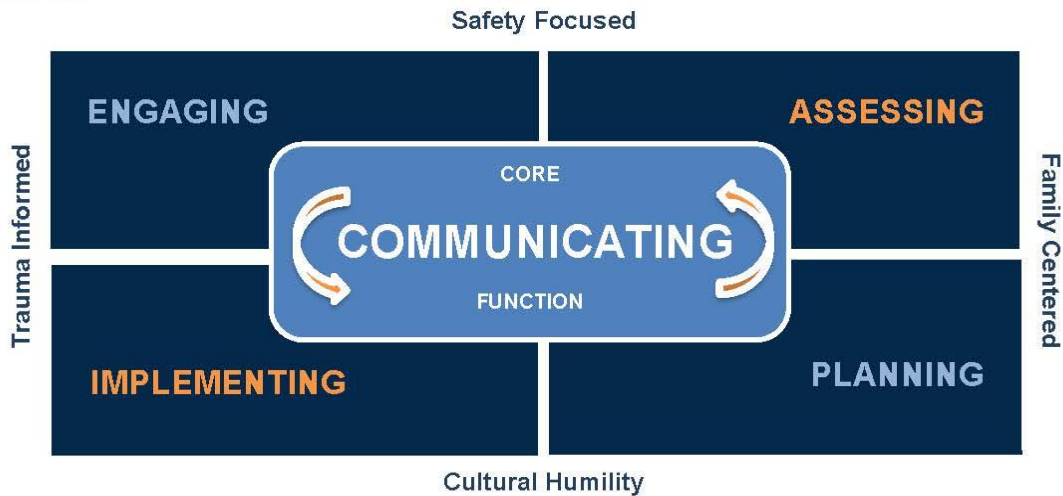 Safety Focused
ENGAGING
ASSESSING
CORE
COMMUNICATING
FUNCTION
Trauma Informed
Family Centered
IMPLEMENTING
PLANNING
Cultural Humility